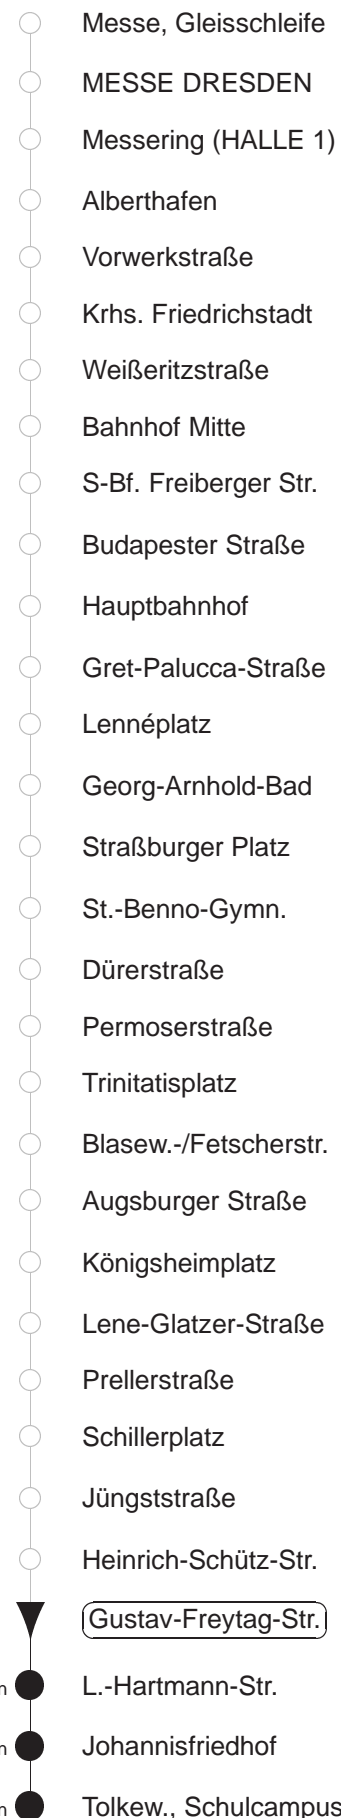 Messe, Gleisschleife
MESSE DRESDEN
Messering (HALLE 1)
Alberthafen
Vorwerkstraße
Krhs. Friedrichstadt
Weißeritzstraße
Bahnhof Mitte
S-Bf. Freiberger Str.
Budapester Straße
Hauptbahnhof
Gret-Palucca-Straße
Lennéplatz
Georg-Arnhold-Bad
Straßburger Platz
St.-Benno-Gymn.
Dürerstraße
Permoserstraße
Trinitatisplatz
Blasew.-/Fetscherstr.
Augsburger Straße
Königsheimplatz
Lene-Glatzer-Straße
Prellerstraße
Schillerplatz
Jüngststraße
Heinrich-Schütz-Str.
Gustav-Freytag-Str.
L.-Hartmann-Str.
Johannisfriedhof
Tolkew., Schulcampus